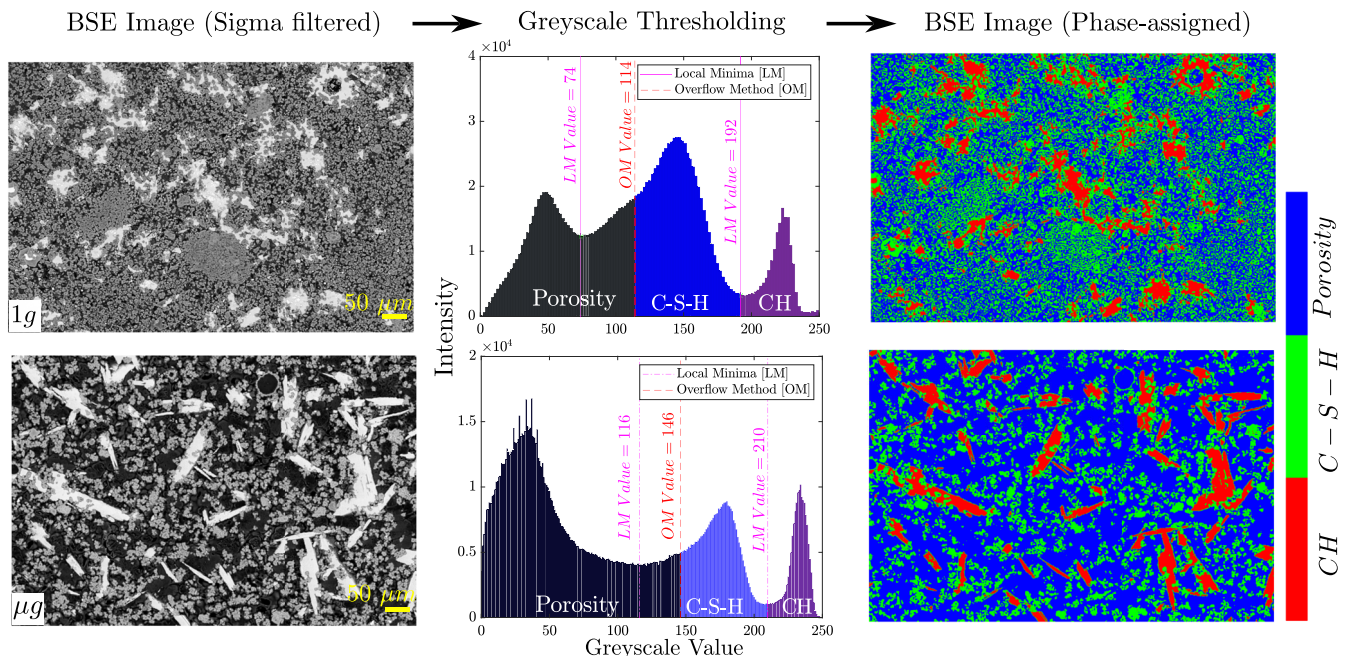 BSE Image (Sigma filtered)
Greyscale Thresholding
BSE Image (Phase-assigned)
1g
50 μm
×10⁴
4
3
2
1
0
0
50
100
150
200
250
LM Value = 74
OM Value = 114
LM Value = 192
Local Minima [LM]
Overflow Method [OM]
Porosity
C-S-H
CH
Intensity
μg
50 μm
×10⁴
2
1.5
1
0.5
0
0
50
100
150
200
250
LM Value = 116
OM Value = 146
LM Value = 210
Local Minima [LM]
Overflow Method [OM]
Porosity
C-S-H
CH
Greyscale Value
Porosity
C − S − H
CH